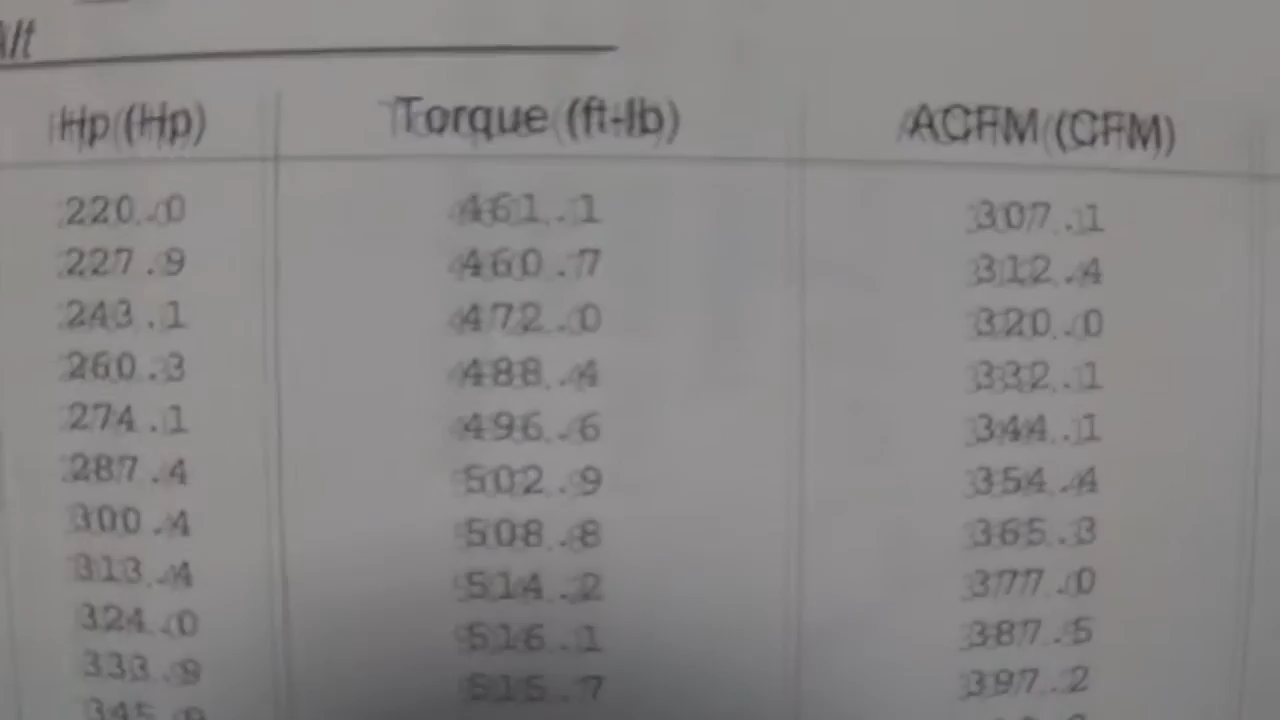 Hp (Hp) Torque (ft-lb) ACFM (CFM)
220.0 461.1 307.1
227.9 460.7 312.4
243.1 472.0 320.0
260.3 488.4 332.1
274.1 496.6 344.1
287.4 502.9 354.4
300.4 508.8 365.3
313.4 514.2 377.0
324.0 516.1 387.5
333.9 515.7 397.2